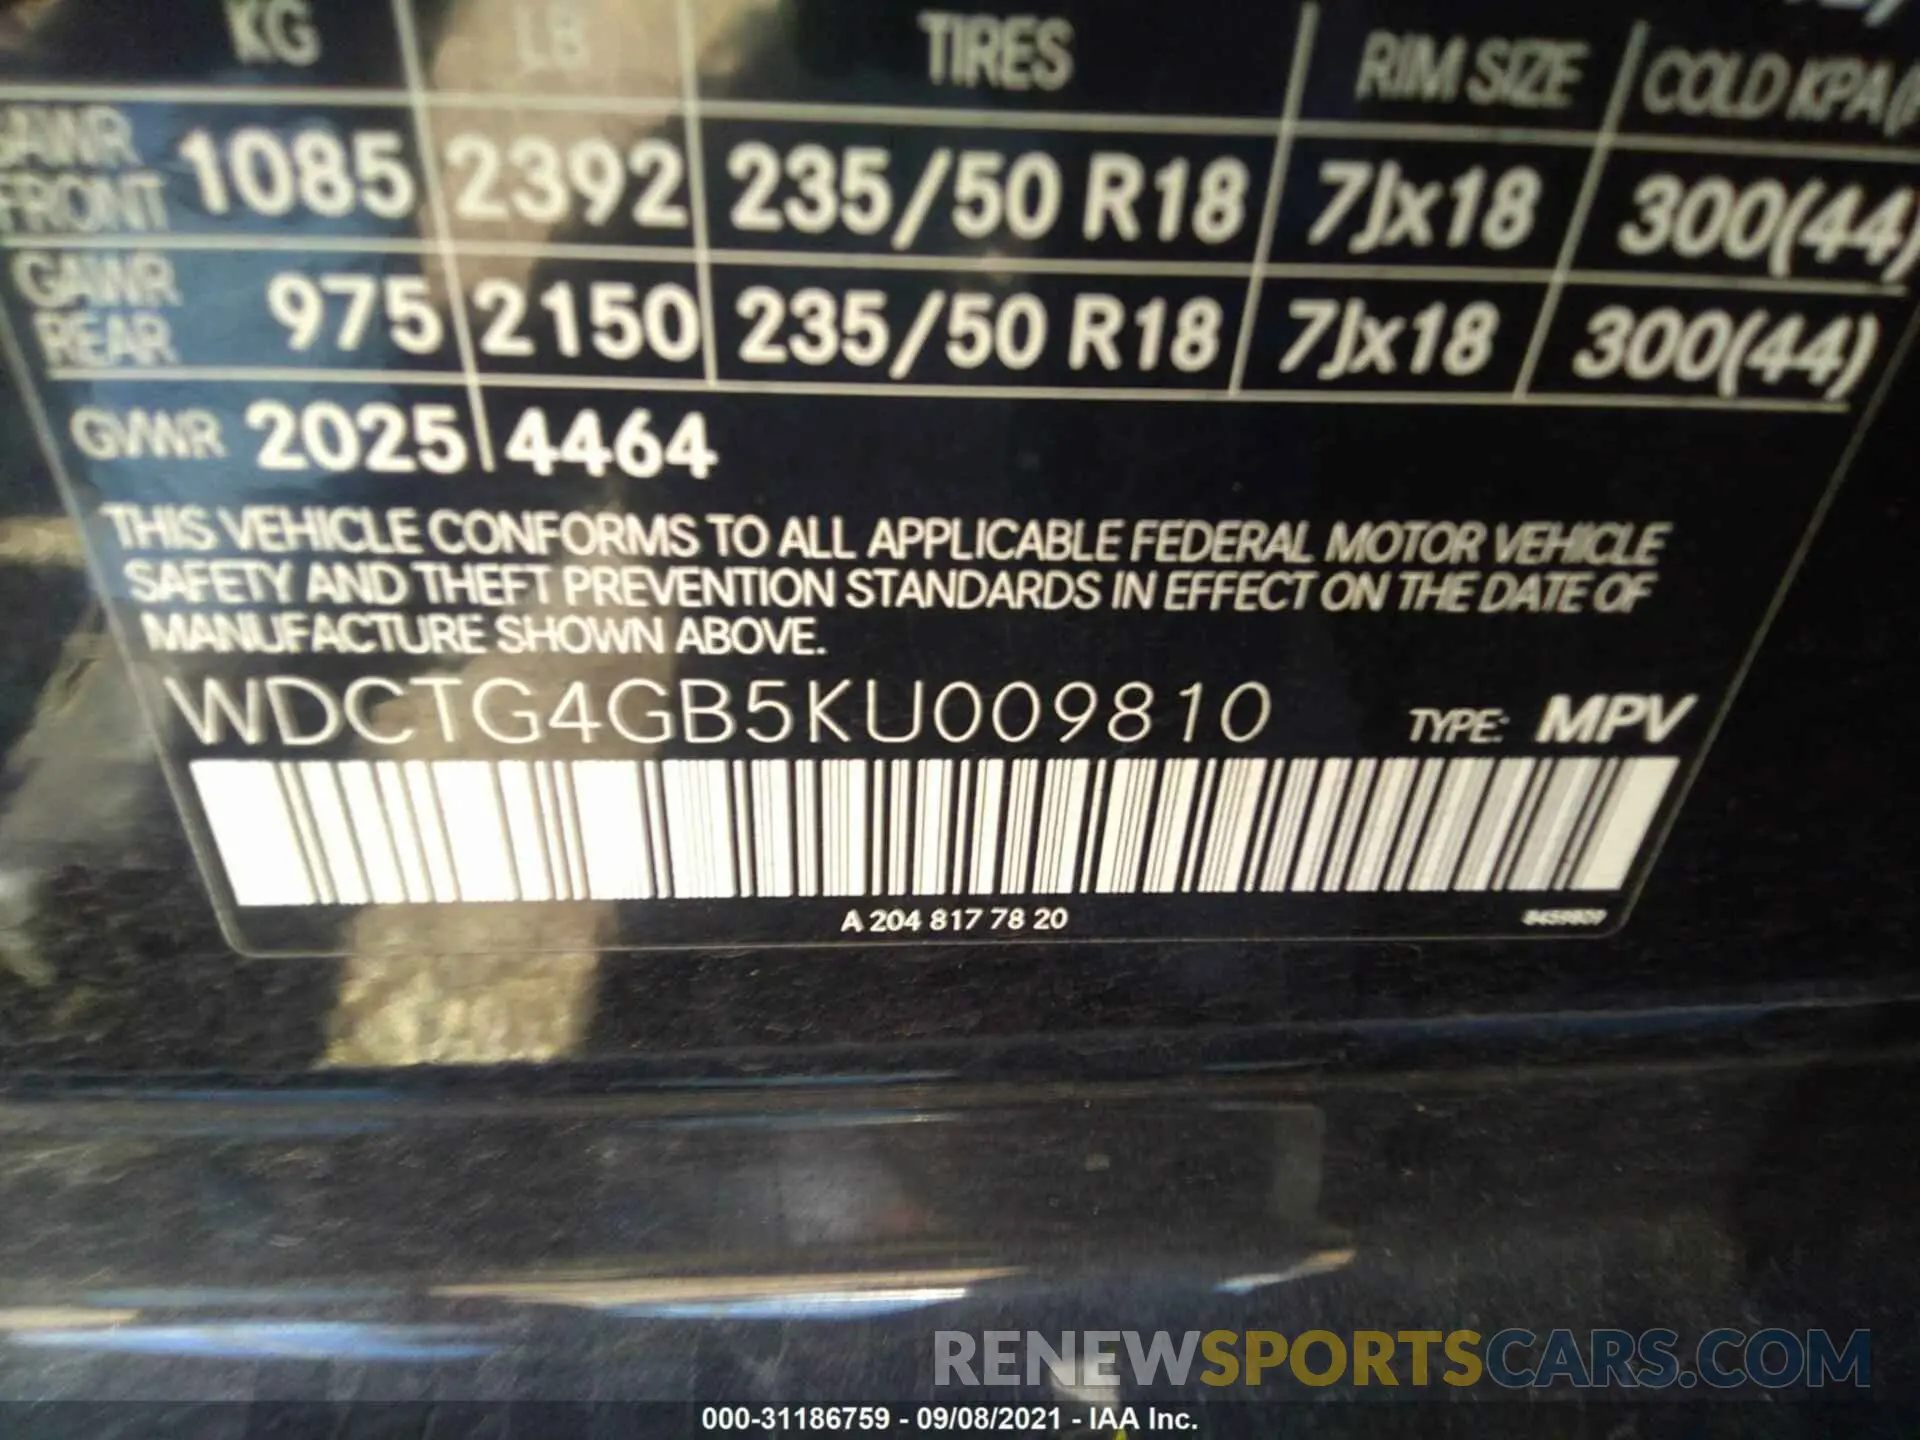 KG LB TIRES RIM SIZE COLD KPA
GAWR FRONT 1085 2392 235/50 R18 7Jx18 300(44)
GAWR REAR 975 2150 235/50 R18 7Jx18 300(44)
GVWR 2025 4464
THIS VEHICLE CONFORMS TO ALL APPLICABLE FEDERAL MOTOR VEHICLE
SAFETY AND THEFT PREVENTION STANDARDS IN EFFECT ON THE DATE OF
MANUFACTURE SHOWN ABOVE.
WDCTG4GB5KU009810 TYPE: MPV
A 204 817 78 20
RENEWSPORTSCARS.COM
000-31186759 - 09/08/2021 - IAA Inc.